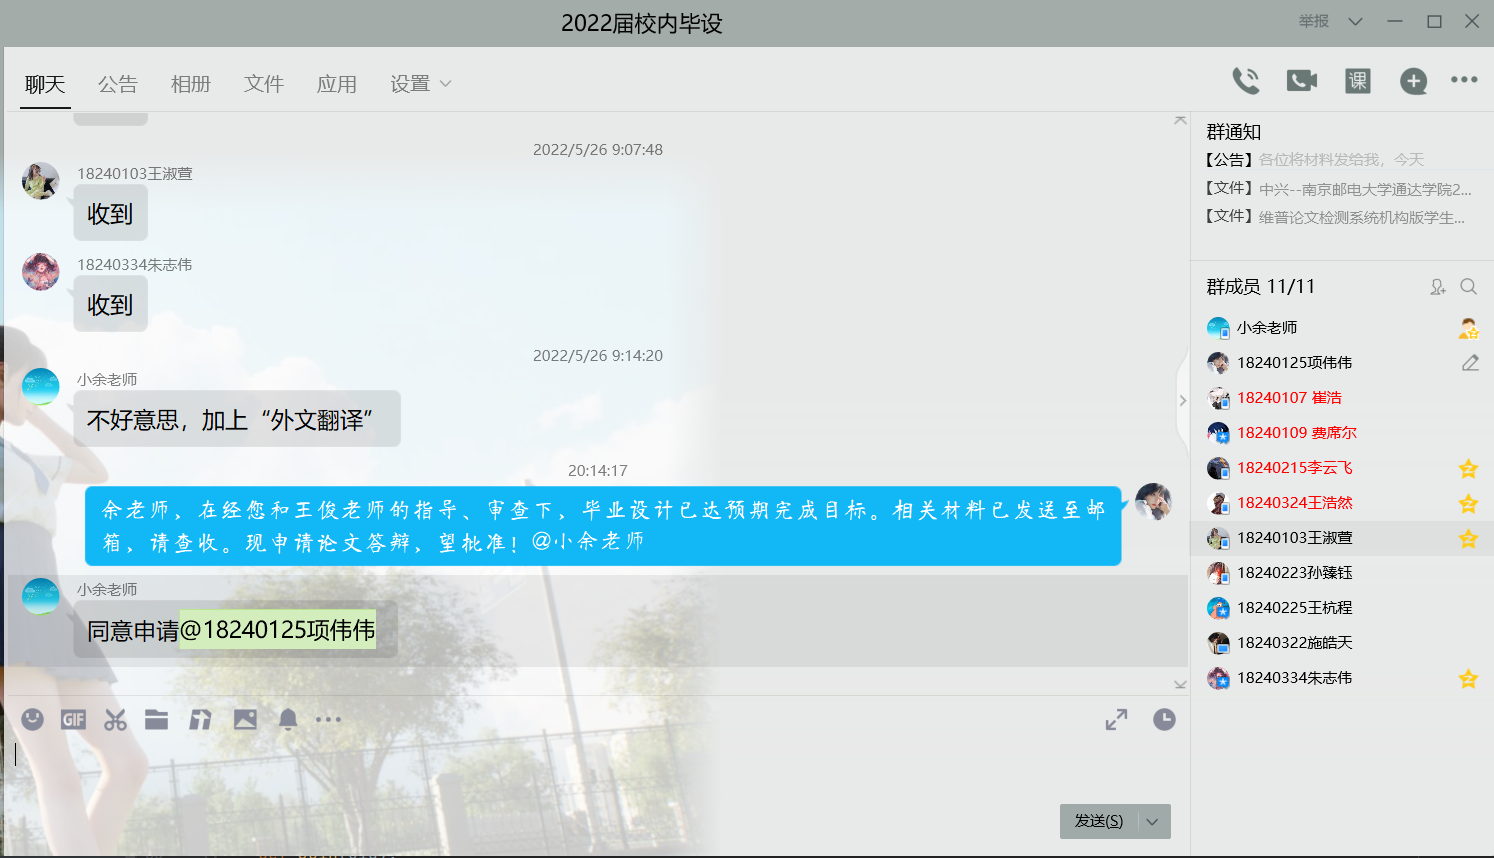 2022届校内毕设
举报
聊天 公告 相册 文件 应用 设置
课
2022/5/26 9:07:48
18240103王淑萱
收到
18240334朱志伟
收到
2022/5/26 9:14:20
小余老师
不好意思，加上“外文翻译”
20:14:17
余老师，在经您和王俊老师的指导、审查下，毕业设计已达预期完成目标。相关材料已发送至邮
箱，请查收。现申请论文答辩，望批准！@小余老师
小余老师
同意申请@18240125项伟伟
GIF
发送(S)
群通知
【公告】各位将材料发给我，今天
【文件】中兴--南京邮电大学通达学院2...
【文件】维普论文检测系统机构版学生...
群成员 11/11
小余老师
18240125项伟伟
18240107 崔浩
18240109 费席尔
18240215李云飞
18240324王浩然
18240103王淑萱
18240223孙臻钰
18240225王杭程
18240322施皓天
18240334朱志伟